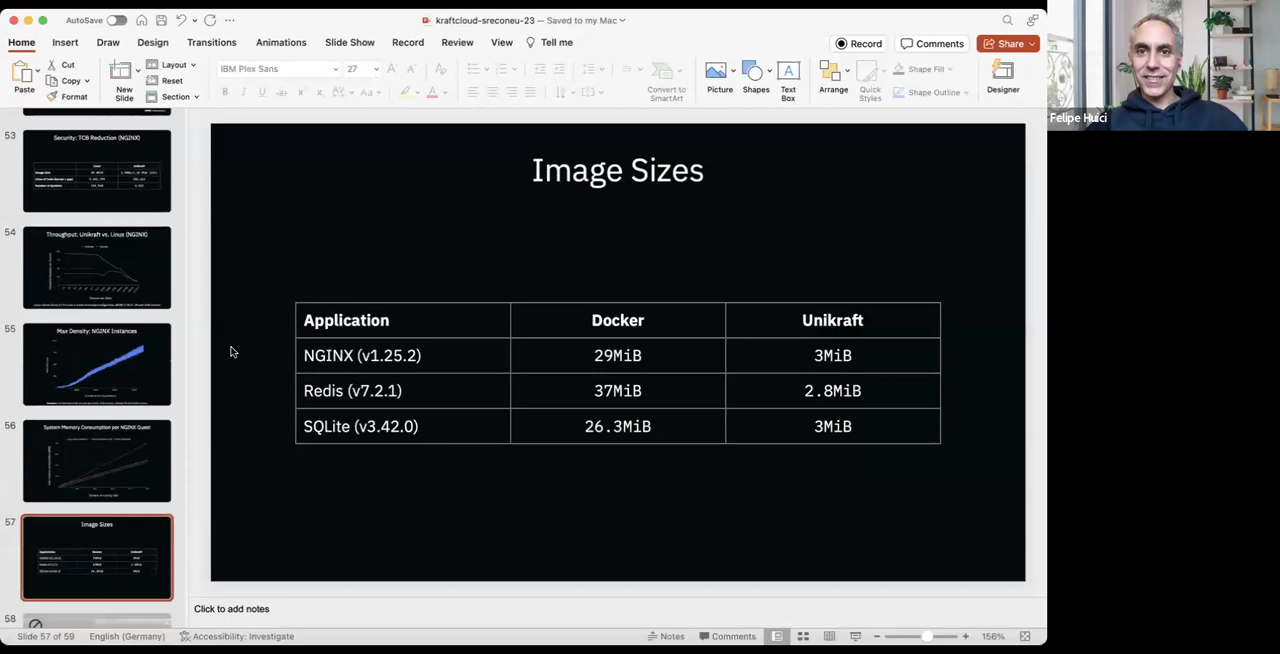 AutoSave
kraftcloud-sreconeu-23 — Saved to my Mac
Home Insert Draw Design Transitions Animations Slide Show Record Review View Tell me
Record Comments Share
Paste
Cut
Copy
Format
New Slide
Layout
Reset
Section
IBM Plex Sans 27
Convert to SmartArt
Picture
Shapes
Text Box
Arrange
Quick Styles
Shape Fill
Shape Outline
Designer
Felipe Huici
53
Security: TCB Reduction (NGINX)
54
Throughput: Unikraft vs. Linux (NGINX)
55
Max Density: NGINX Instances
56
System Memory Consumption per NGINX Guest
57
Image Sizes
58
Image Sizes
Application Docker Unikraft
NGINX (v1.25.2) 29MiB 3MiB
Redis (v7.2.1) 37MiB 2.8MiB
SQLite (v3.42.0) 26.3MiB 3MiB
Click to add notes
Slide 57 of 59 English (Germany) Accessibility: Investigate Notes Comments 156%